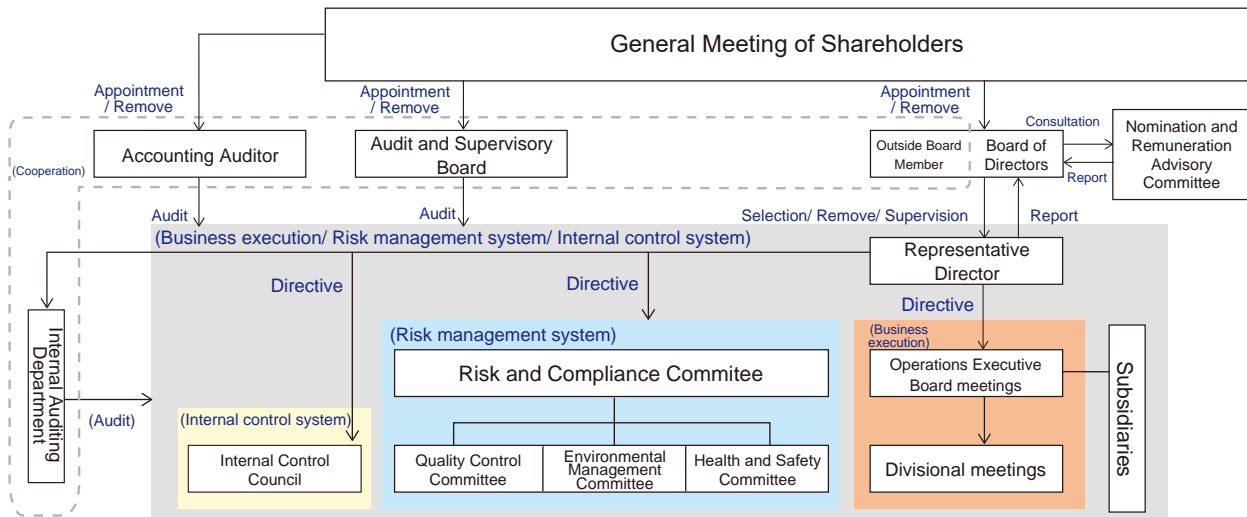 General Meeting of Shareholders
Appointment
/ Remove
Appointment
/ Remove
Appointment
/ Remove
Consultation
(Cooperation)
Accounting Auditor
Audit and Supervisory
Board
Outside Board
Member
Board of
Directors
Report
Nomination and
Remuneration
Advisory
Committee
Audit
Audit
Selection/ Remove/ Supervision
Report
(Business execution/ Risk management system/ Internal control system)
Representative
Director
Directive
Directive
Directive
Internal Auditing
Department
(Audit)
(Internal control system)
Internal Control
Council
(Risk management system)
Risk and Compliance Commitee
Quality Control
Committee
Environmental
Management
Committee
Health and Safety
Committee
(Business
execution)
Operations Executive
Board meetings
Divisional meetings
Subsidiaries